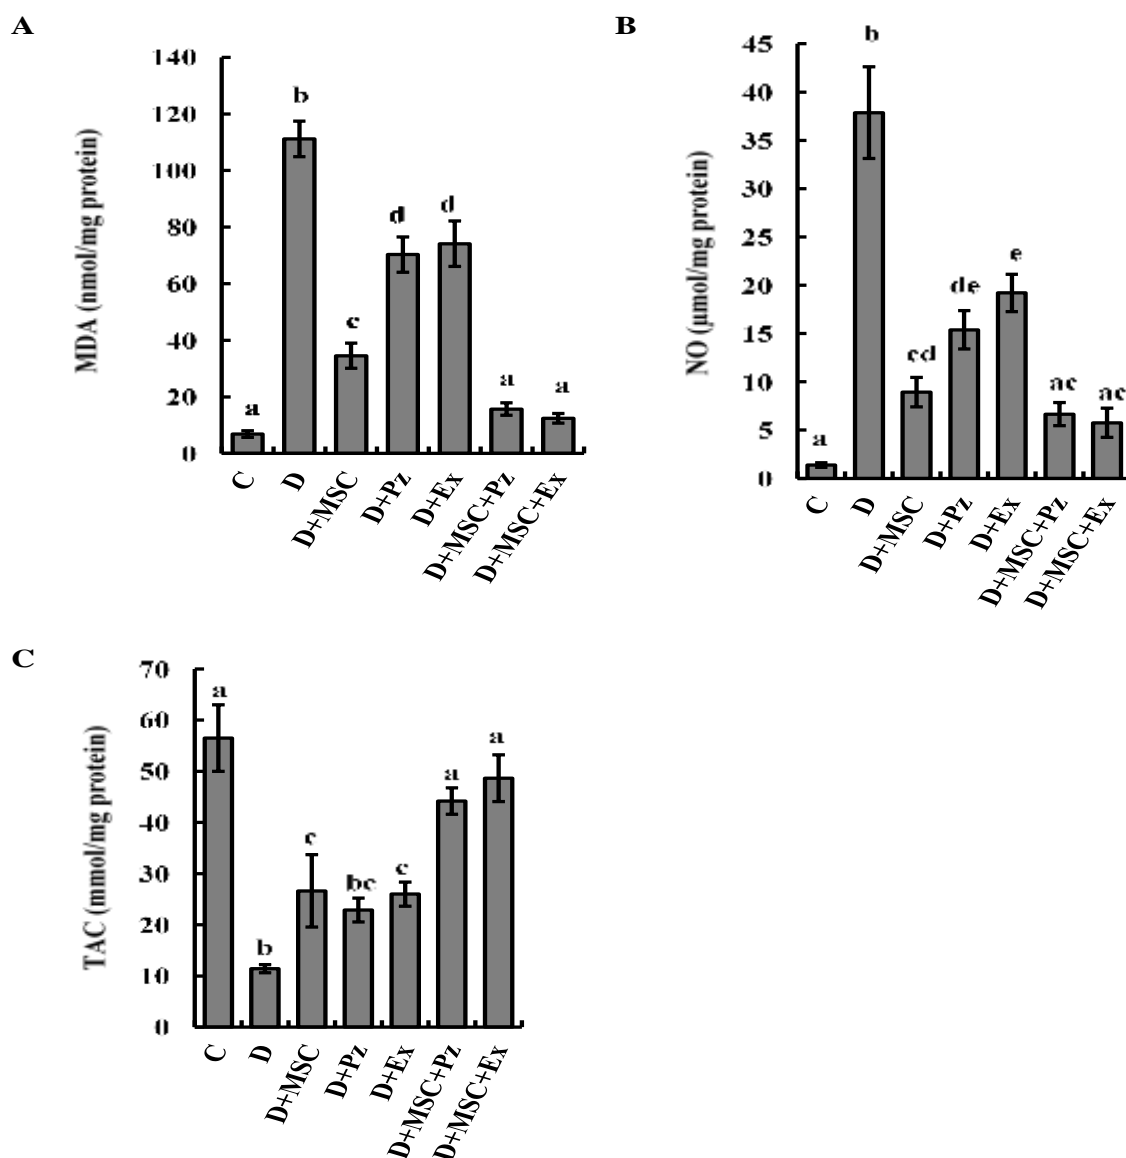 A
MDA (nmol/mg protein)
140
120
100
80
60
40
20
0
a
b
c
d
d
a
a
C
D
D+MSC
D+Pz
D+Ex
D+MSC+Pz
D+MSC+Ex
B
NO (µmol/mg protein)
45
40
35
30
25
20
15
10
5
0
a
b
cd
de
e
ac
ac
C
D
D+MSC
D+Pz
D+Ex
D+MSC+Pz
D+MSC+Ex
C
TAC (mmol/mg protein)
70
60
50
40
30
20
10
0
a
b
c
bc
c
a
a
C
D
D+MSC
D+Pz
D+Ex
D+MSC+Pz
D+MSC+Ex